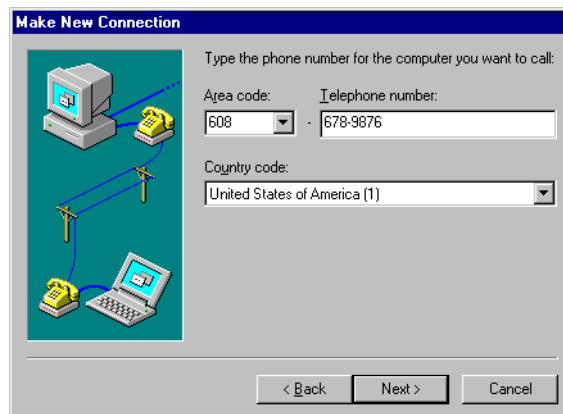 Make New Connection
Type the phone number for the computer you want to call:
Area code: Telephone number:
608 - 678-9876
Country code:
United States of America (1)
< Back Next > Cancel